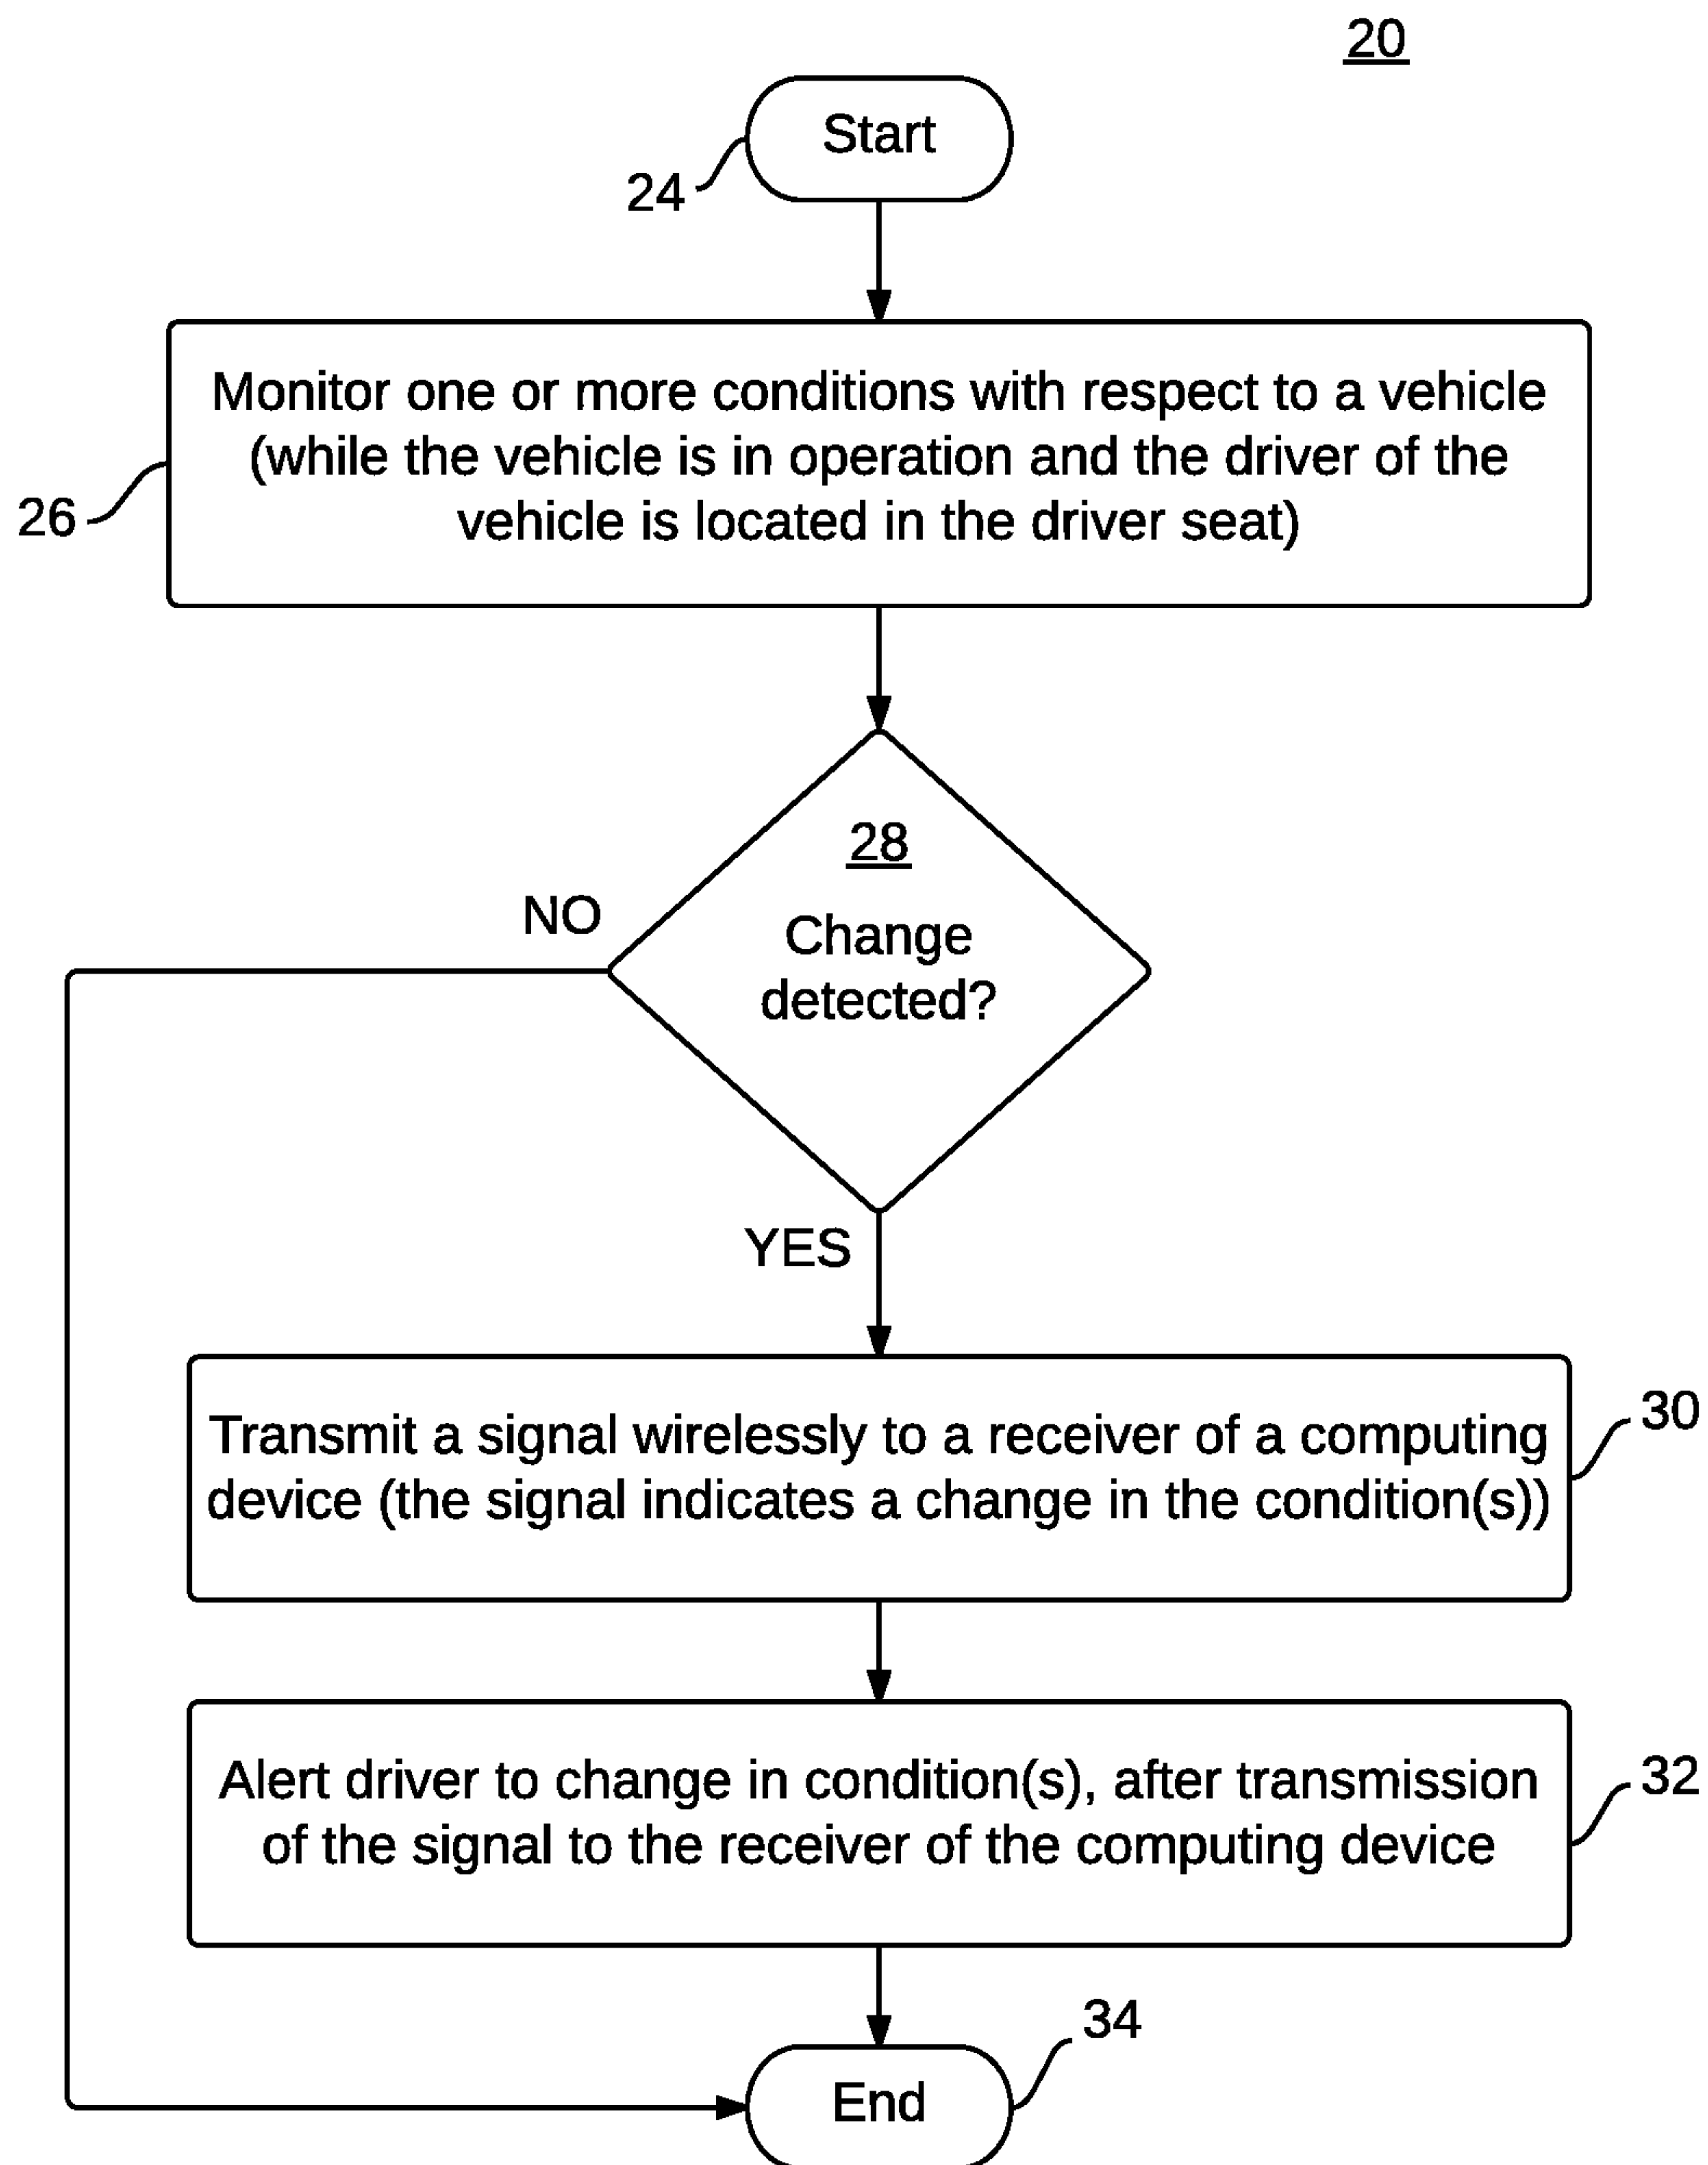 20
Start
24
Monitor one or more conditions with respect to a vehicle
(while the vehicle is in operation and the driver of the
vehicle is located in the driver seat)
26
28
Change
detected?
NO
YES
Transmit a signal wirelessly to a receiver of a computing
device (the signal indicates a change in the condition(s))
30
Alert driver to change in condition(s), after transmission
of the signal to the receiver of the computing device
32
34
End